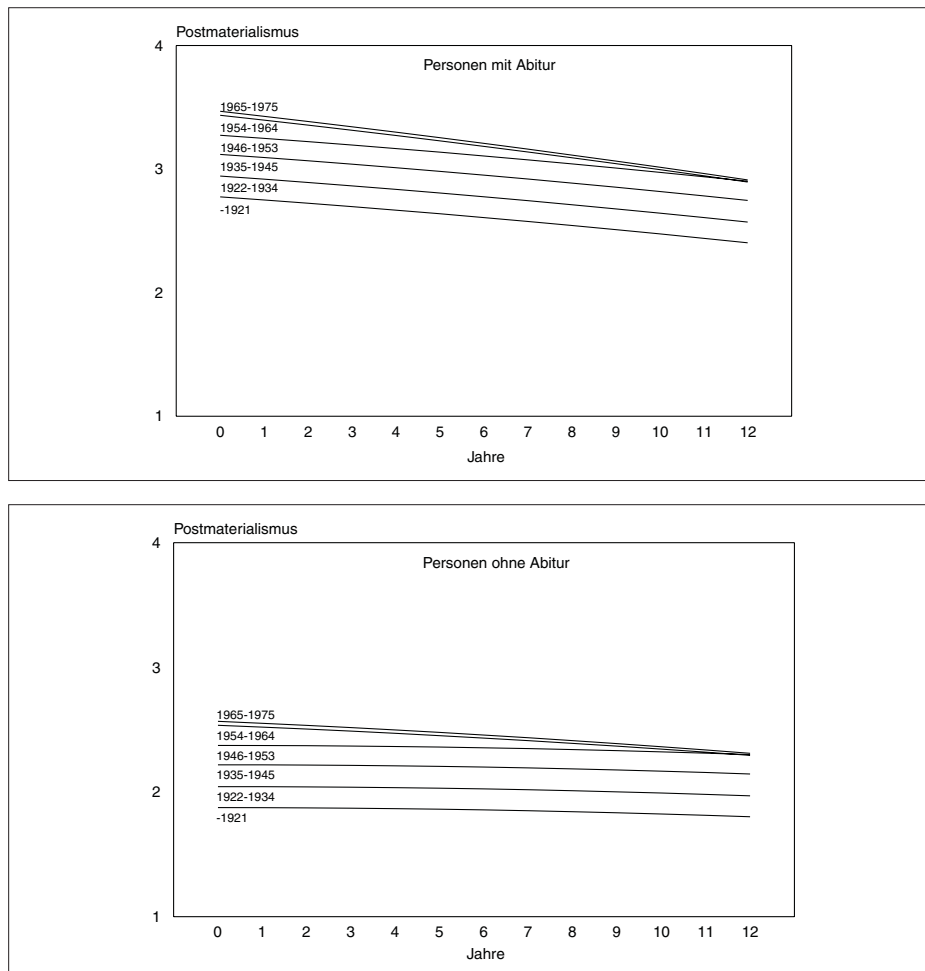 Postmaterialismus
4
Personen mit Abitur
1965-1975
1954-1964
3
1946-1953
1935-1945
1922-1934
-1921
2
1
0 1 2 3 4 5 6 7 8 9 10 11 12
Jahre
Postmaterialismus
4
Personen ohne Abitur
3
1965-1975
1954-1964
1946-1953
2
1935-1945
1922-1934
-1921
1
0 1 2 3 4 5 6 7 8 9 10 11 12
Jahre